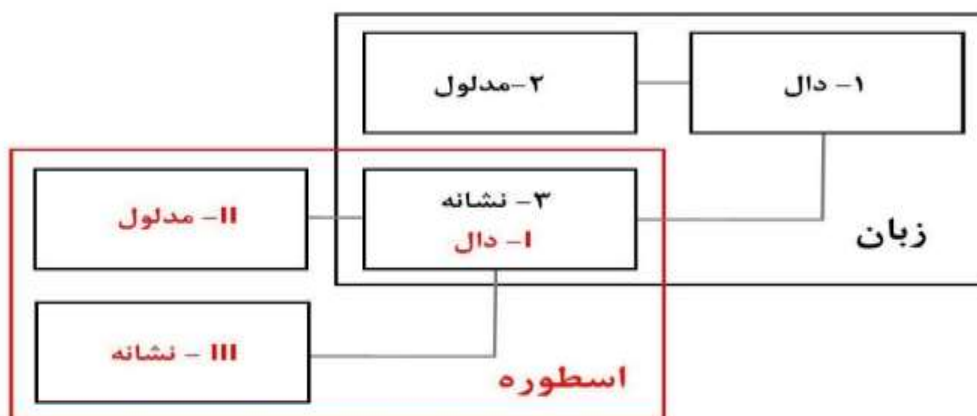 ۱- دال
۲-مدلول
۳- نشانه
I- دال
II- مدلول
زبان
III - نشانه
اسطوره